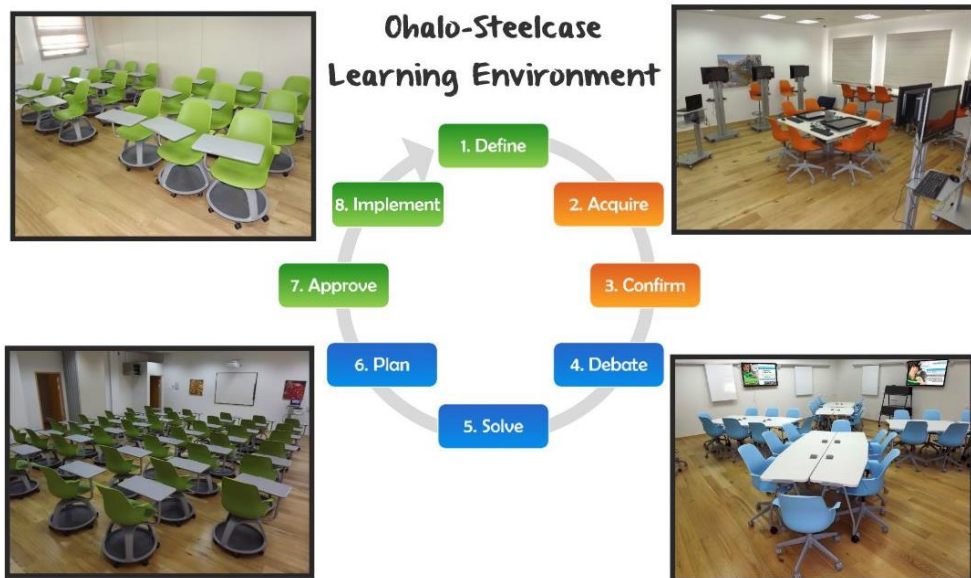 Ohalo-Steelcase
Learning Environment
1. Define
2. Acquire
3. Confirm
4. Debate
5. Solve
6. Plan
7. Approve
8. Implement